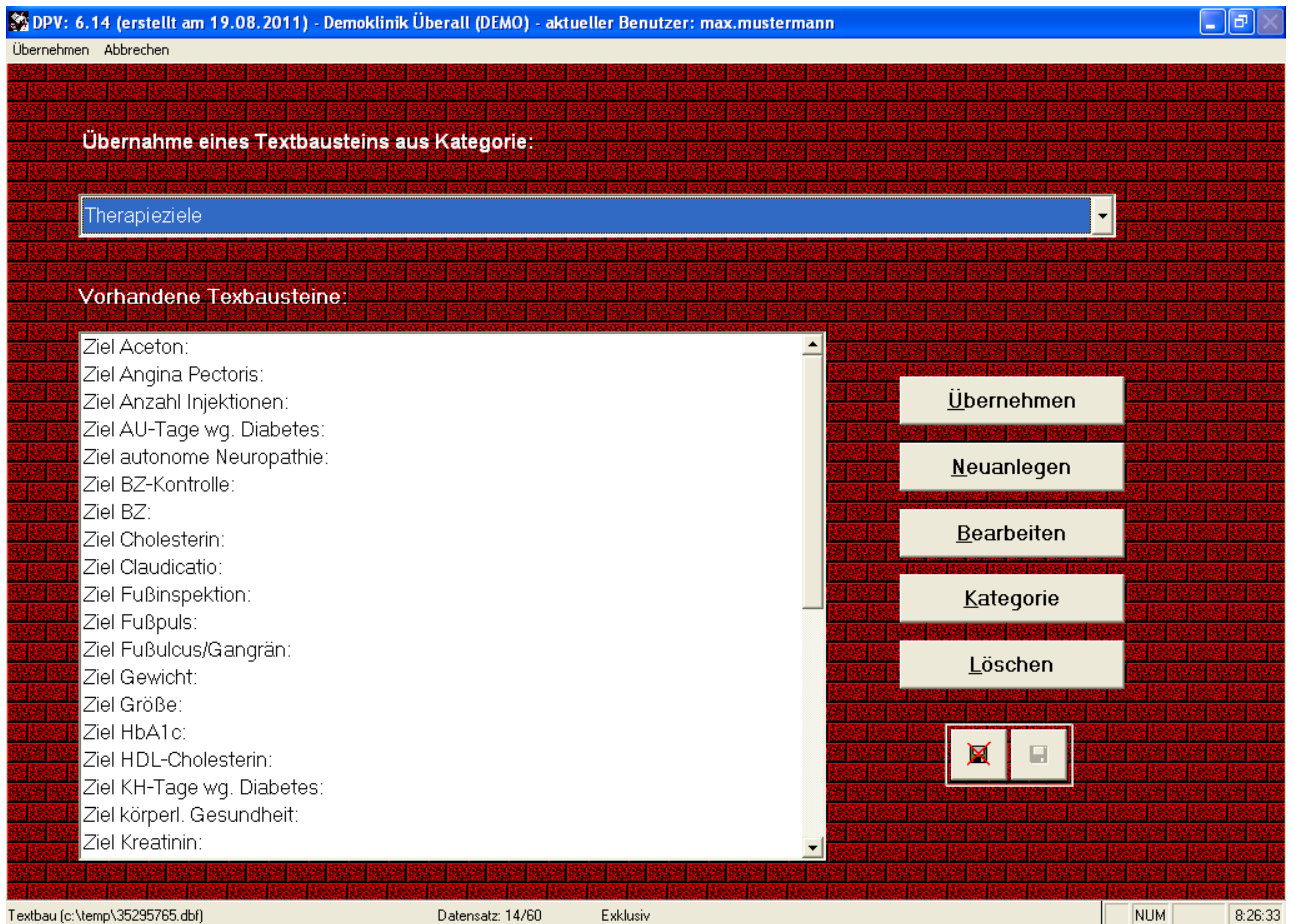 DPV: 6.14 (erstellt am 19.08.2011) - Demoklinik Überall (DEMO) - aktueller Benutzer: max.mustermann
Übernehmen Abbrechen
Übernahme eines Textbausteins aus Kategorie:
Therapieziele
Vorhandene Texbausteine:
Ziel Aceton:
Ziel Angina Pectoris:
Ziel Anzahl Injektionen:
Ziel AU-Tage wg. Diabetes:
Ziel autonome Neuropathie:
Ziel BZ-Kontrolle:
Ziel BZ:
Ziel Cholesterin:
Ziel Claudicatio:
Ziel Fußinspektion:
Ziel Fußpuls:
Ziel Fußulcus/Gangrän:
Ziel Gewicht:
Ziel Größe:
Ziel HbA1c:
Ziel HDL-Cholesterin:
Ziel KH-Tage wg. Diabetes:
Ziel körperl. Gesundheit:
Ziel Kreatinin:
Übernehmen
Neuanlegen
Bearbeiten
Kategorie
Löschen
Textbau (c:\temp\35295765.dbf) Datensatz: 14/60 Exklusiv NUM 8:26:33